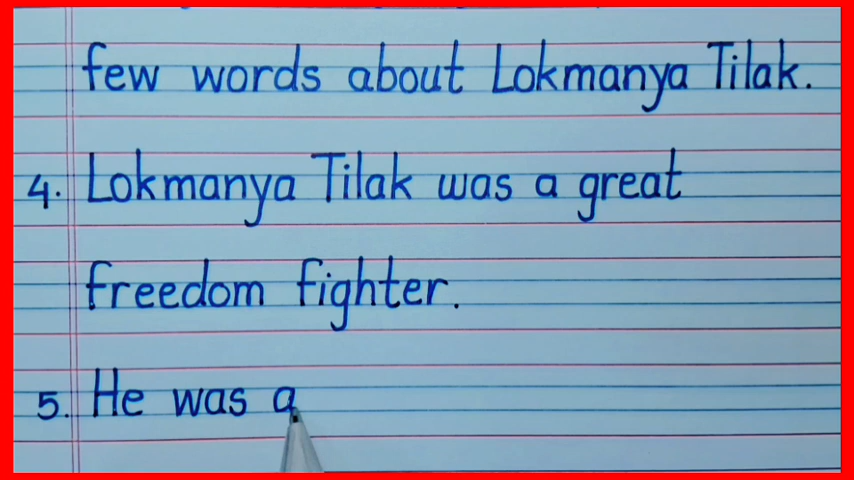 few words about Lokmanya Tilak.
4. Lokmanya Tilak was a great
freedom fighter.
5. He was a